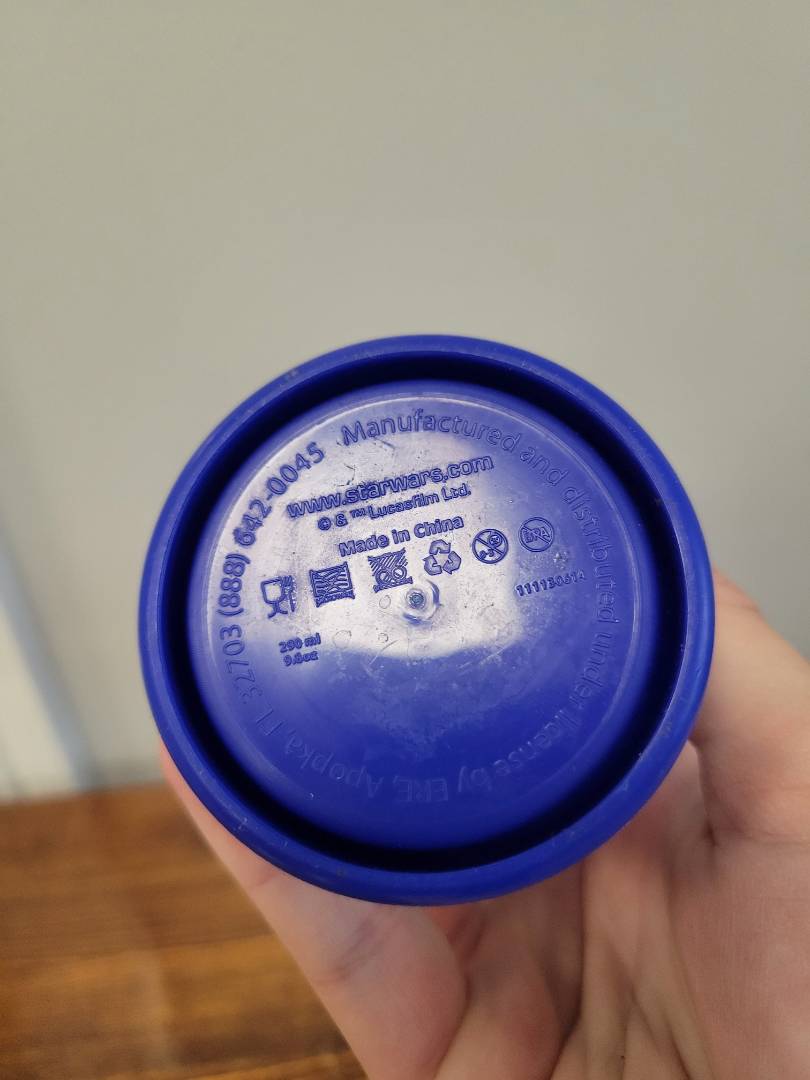 Manufactured and distributed under license by ERE, Apopka, Fl 32703 (888) 642-0045
www.starwars.com
© & ™ Lucasfilm Ltd.
Made in China
290 ml
9.8oz